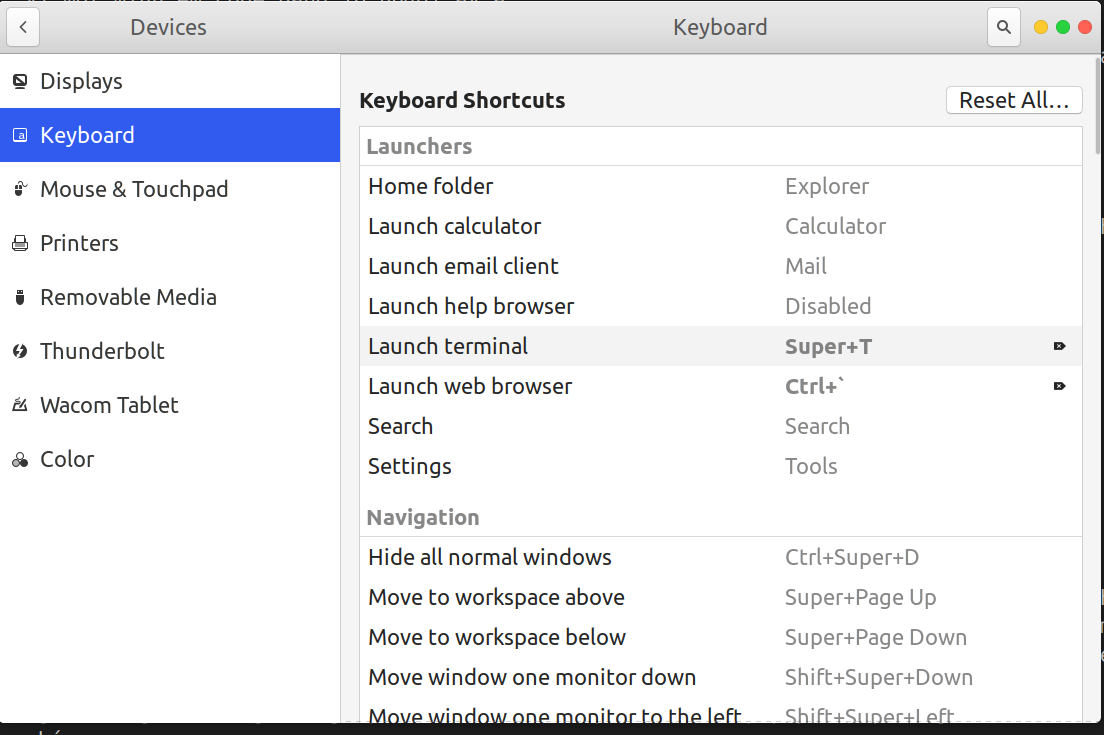 Devices
Keyboard
Displays
Keyboard
Mouse & Touchpad
Printers
Removable Media
Thunderbolt
Wacom Tablet
Color
Keyboard Shortcuts
Reset All…
Launchers
Home folder Explorer
Launch calculator Calculator
Launch email client Mail
Launch help browser Disabled
Launch terminal Super+T
Launch web browser Ctrl+`
Search Search
Settings Tools
Navigation
Hide all normal windows Ctrl+Super+D
Move to workspace above Super+Page Up
Move to workspace below Super+Page Down
Move window one monitor down Shift+Super+Down
Move window one monitor to the left Shift+Super+Left